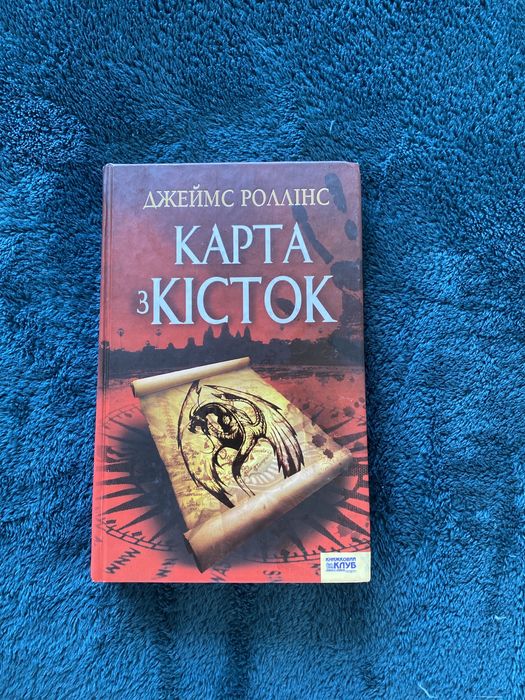 ДЖЕЙМС РОЛЛІНС
КАРТА
З КІСТОК
КНИЖКОВИЙ
КЛУБ